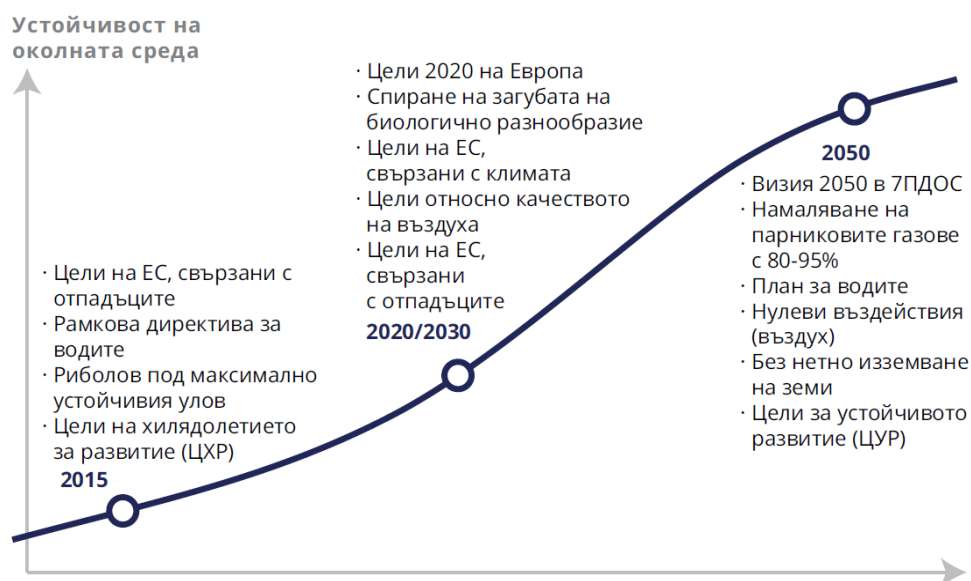 Устойчивост на
околната среда
· Цели на ЕС, свързани с
отпадъците
· Рамкова директива за
водите
· Риболов под максимално
устойчивия улов
· Цели на хилядолетието
за развитие (ЦХР)
2015
· Цели 2020 на Европа
· Спиране на загубата на
биологично разнообразие
· Цели на ЕС,
свързани с климата
· Цели относно качеството
на въздуха
· Цели на ЕС,
свързани
с отпадъците
2020/2030
2050
· Визия 2050 в 7ПДОС
· Намаляване на
парниковите газове
с 80-95%
· План за водите
· Нулеви въздействия
(въздух)
· Без нетно изземване
на земи
· Цели за устойчивото
развитие (ЦУР)